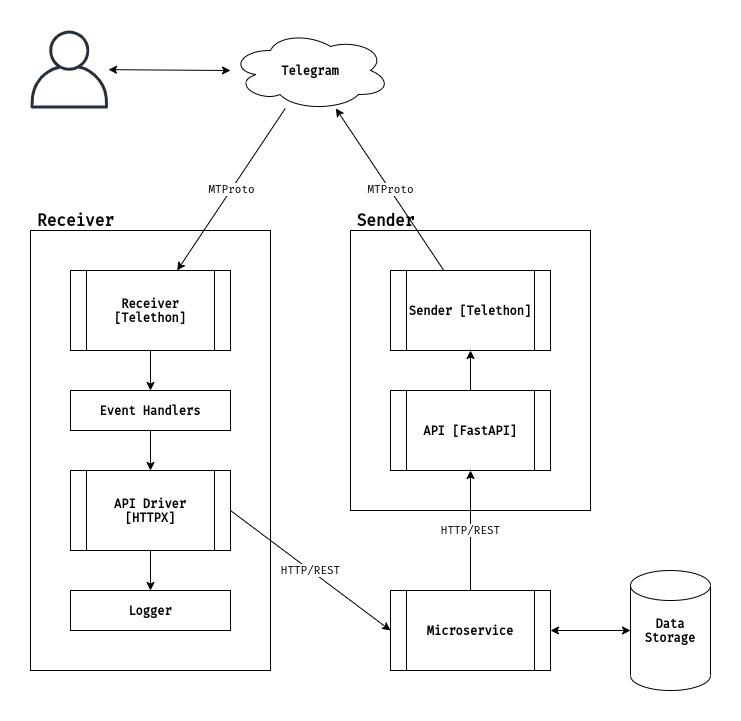 Telegram
MTProto
MTProto
Receiver
Sender
Receiver
[Telethon]
Sender [Telethon]
Event Handlers
API [FastAPI]
API Driver
[HTTPX]
HTTP/REST
HTTP/REST
Logger
Microservice
Data
Storage